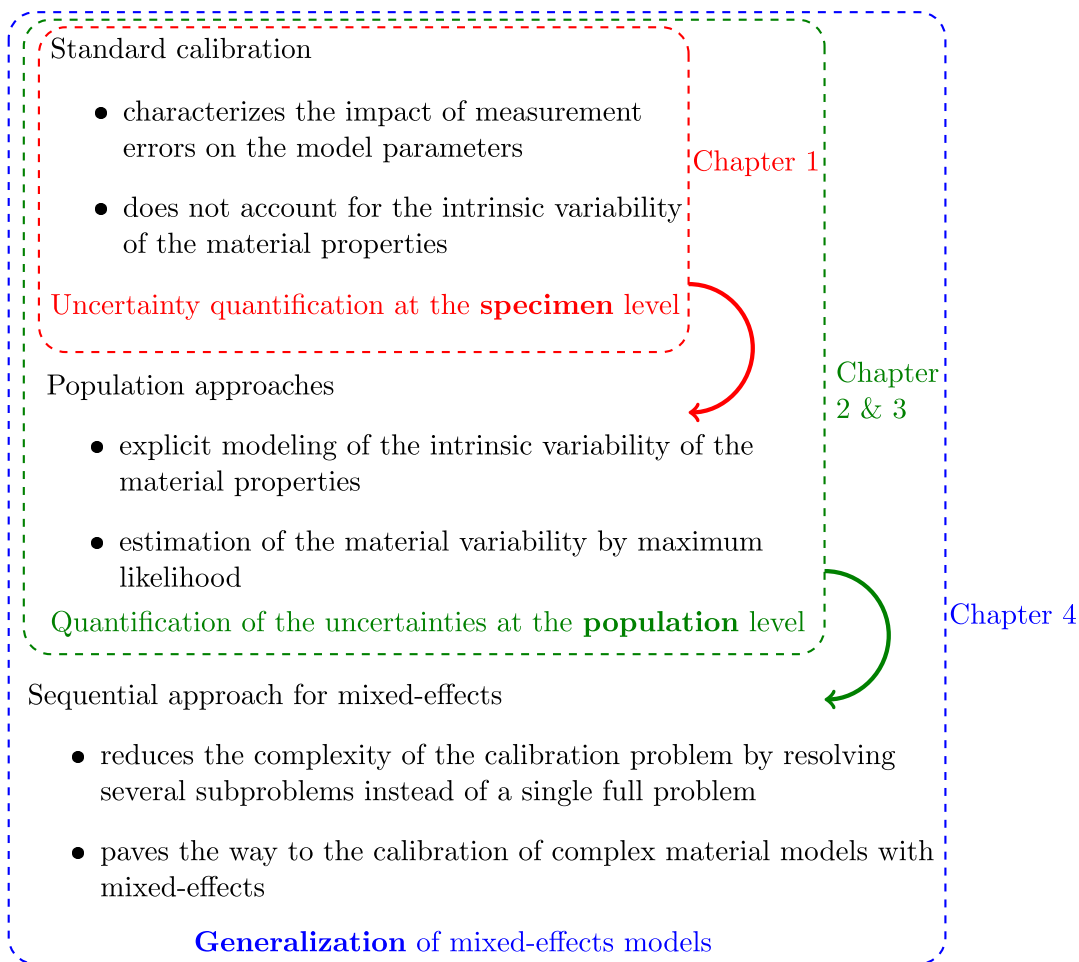 Standard calibration
• characterizes the impact of measurement
errors on the model parameters
Chapter 1
• does not account for the intrinsic variability
of the material properties
Uncertainty quantification at the specimen level
Population approaches
Chapter
2 & 3
• explicit modeling of the intrinsic variability of the
material properties
• estimation of the material variability by maximum
likelihood
Quantification of the uncertainties at the population level
Chapter 4
Sequential approach for mixed-effects
• reduces the complexity of the calibration problem by resolving
several subproblems instead of a single full problem
• paves the way to the calibration of complex material models with
mixed-effects
Generalization of mixed-effects models